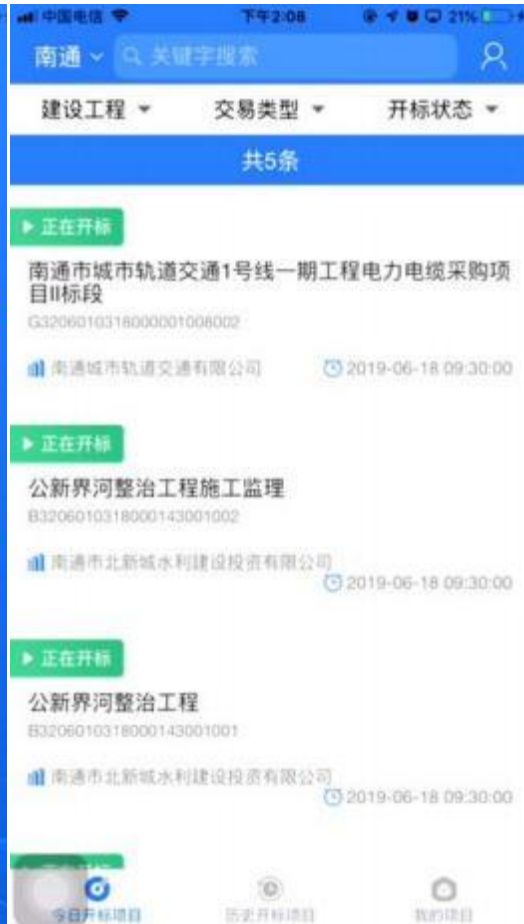 中国电信 下午2:08 21%
南通 关键字搜索
建设工程 交易类型 开标状态
共5条
正在开标
南通市城市轨道交通1号线一期工程电力电缆采购项
目II标段
G3206010318000001008002
南通城市轨道交通有限公司 2019-06-18 09:30:00
正在开标
公新界河整治工程施工监理
B3206010318000143001002
南通市北新城水利建设投资有限公司
2019-06-18 09:30:00
正在开标
公新界河整治工程
B3206010318000143001001
南通市北新城水利建设投资有限公司
2019-06-18 09:30:00
今日开标项目 历史开标项目 我的项目